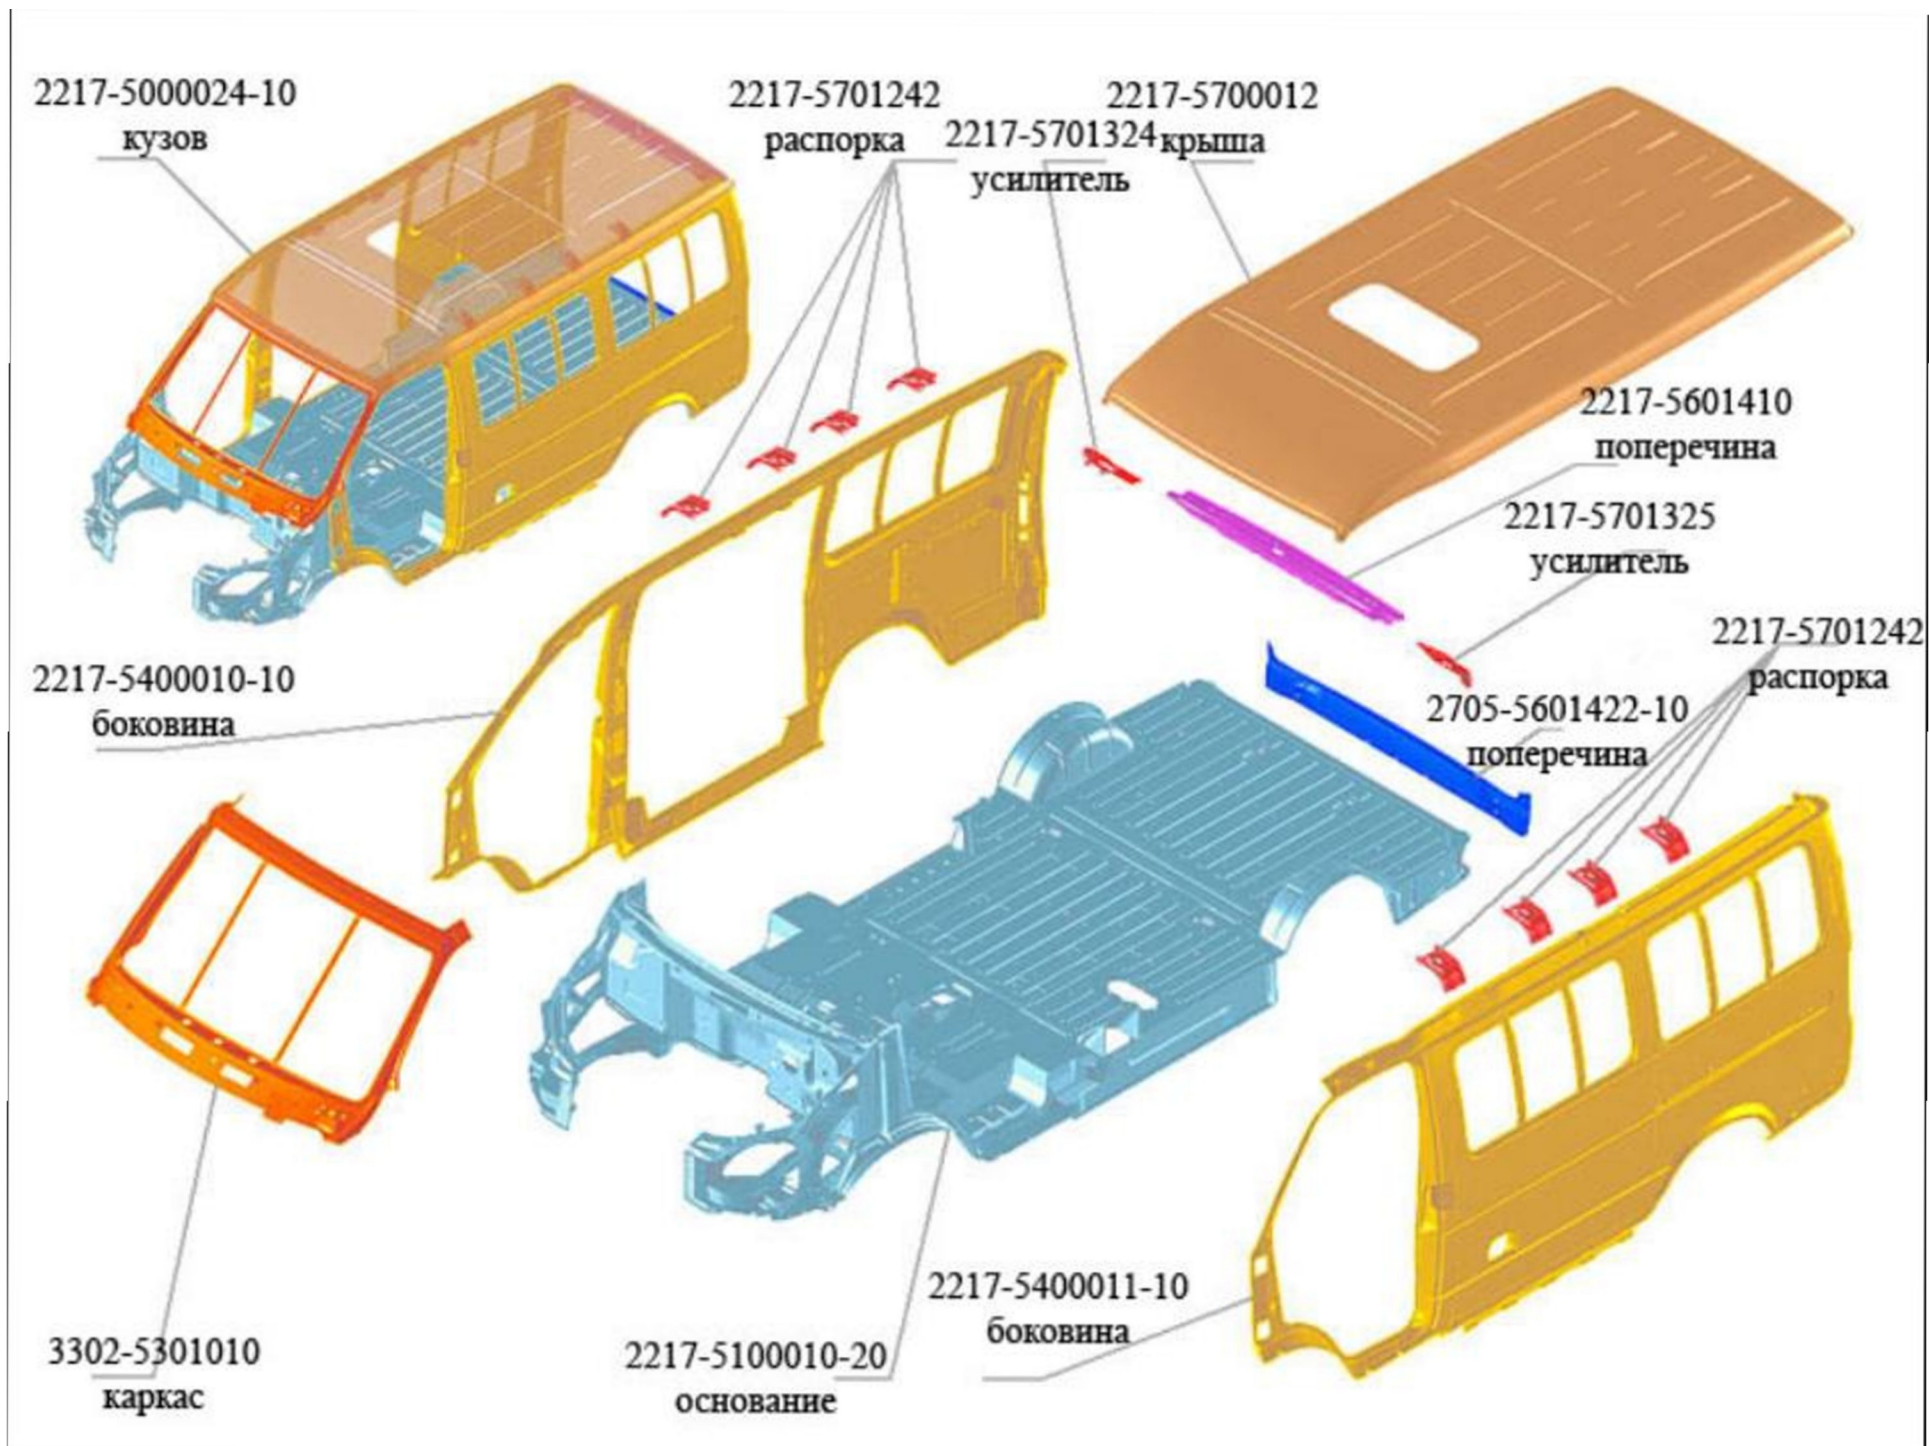 2217-5000024-10
кузов
2217-5701242
распорка
2217-5701324
усилитель
2217-5700012
крыша
2217-5601410
поперечина
2217-5701325
усилитель
2217-5701242
распорка
2217-5400010-10
боковина
2705-5601422-10
поперечина
2217-5400011-10
боковина
3302-5301010
каркас
2217-5100010-20
основание